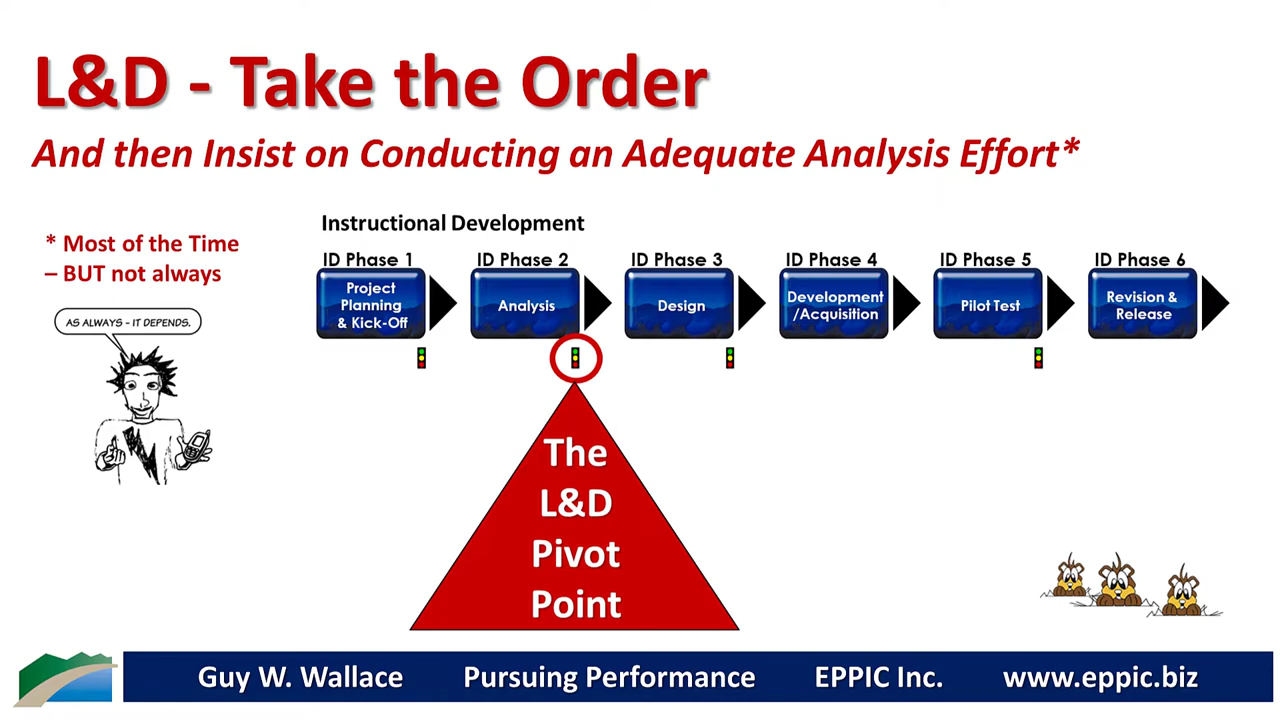 L&D - Take the Order
And then Insist on Conducting an Adequate Analysis Effort*
* Most of the Time
– BUT not always
AS ALWAYS - IT DEPENDS.
Instructional Development
ID Phase 1
Project
Planning
& Kick-Off
ID Phase 2
Analysis
ID Phase 3
Design
ID Phase 4
Development
/Acquisition
ID Phase 5
Pilot Test
ID Phase 6
Revision &
Release
The
L&D
Pivot
Point
Guy W. Wallace Pursuing Performance EPPIC Inc. www.eppic.biz